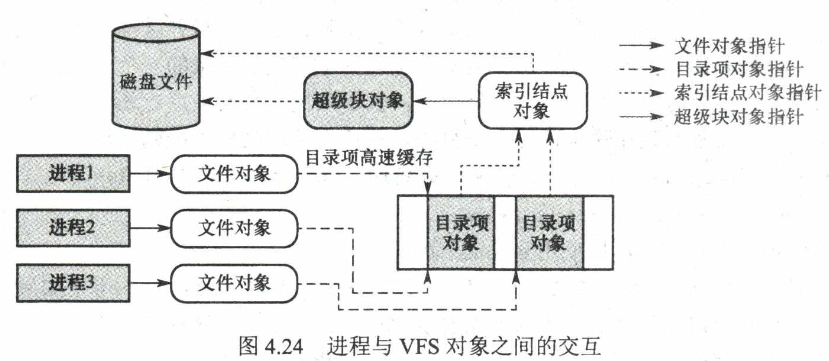 磁盘文件
超级块对象
索引结点
对象
文件对象指针
目录项对象指针
索引结点对象指针
超级块对象指针
目录项高速缓存
进程1
文件对象
进程2
文件对象
进程3
文件对象
目录项
对象
目录项
对象
图 4.24 进程与 VFS 对象之间的交互